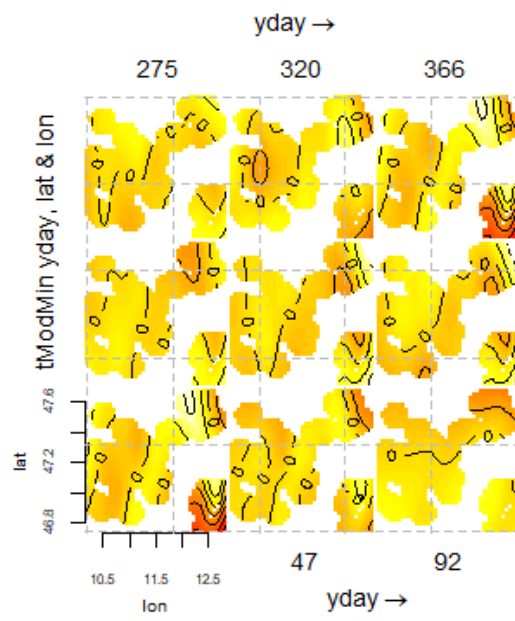 yday →
275 320 366
tModMin yday, lat & lon
47.6
47.2
46.8
lat
10.5 11.5 12.5
lon
47 92
yday →